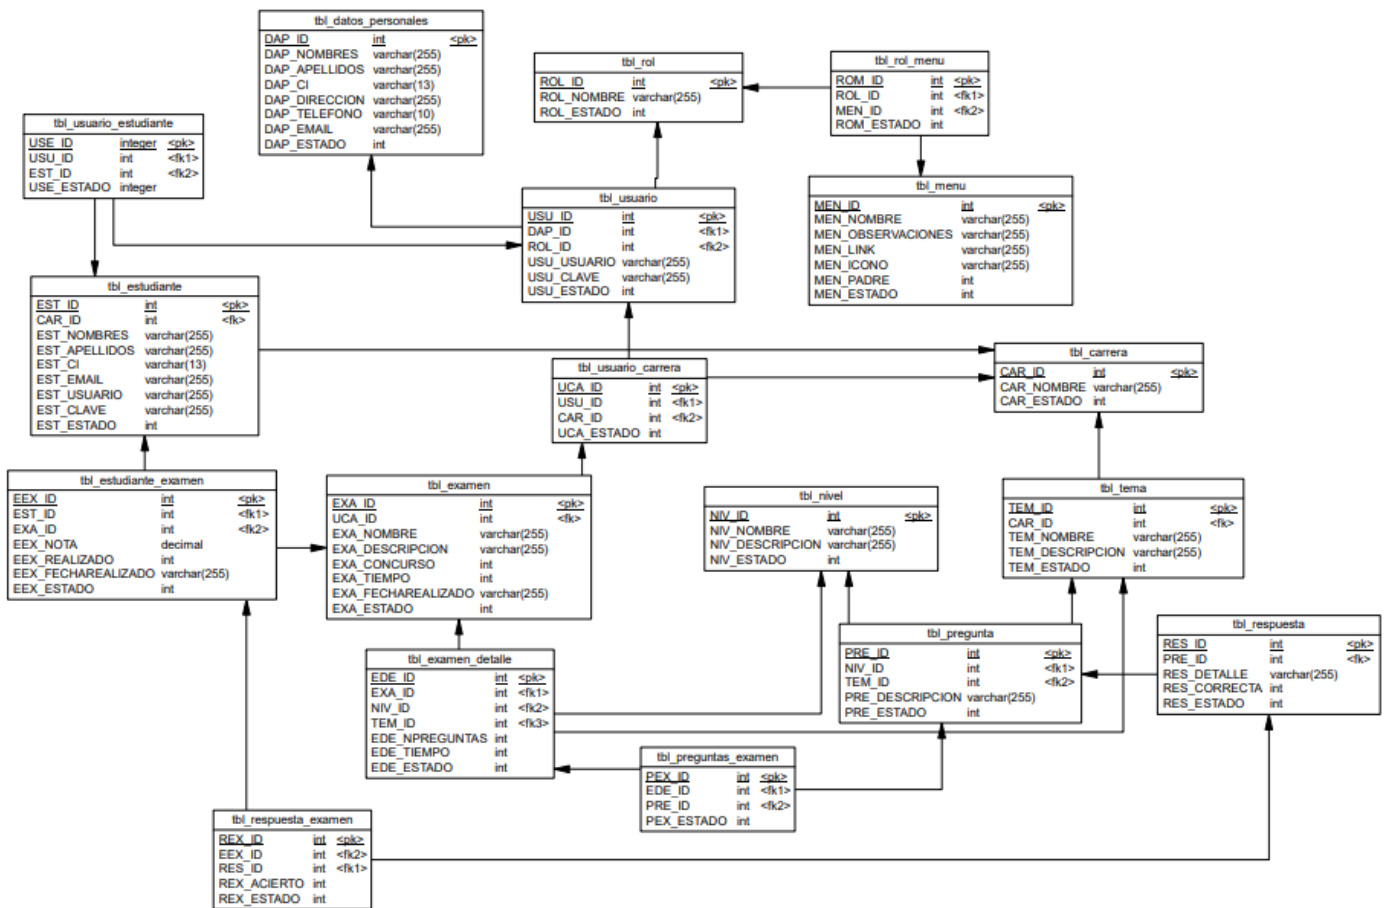 tbl_datos_personales
DAP_ID int <pk>
DAP_NOMBRES varchar(255)
DAP_APELLIDOS varchar(255)
DAP_CI varchar(13)
DAP_DIRECCION varchar(255)
DAP_TELEFONO varchar(10)
DAP_EMAIL varchar(255)
DAP_ESTADO int
tbl_rol
ROL_ID int <pk>
ROL_NOMBRE varchar(255)
ROL_ESTADO int
tbl_rol_menu
ROM_ID int <pk>
ROL_ID int <fk1>
MEN_ID int <fk2>
ROM_ESTADO int
tbl_usuario_estudiante
USE_ID integer <pk>
USU_ID int <fk1>
EST_ID int <fk2>
USE_ESTADO integer
tbl_usuario
USU_ID int <pk>
DAP_ID int <fk1>
ROL_ID int <fk2>
USU_USUARIO varchar(255)
USU_CLAVE varchar(255)
USU_ESTADO int
tbl_menu
MEN_ID int <pk>
MEN_NOMBRE varchar(255)
MEN_OBSERVACIONES varchar(255)
MEN_LINK varchar(255)
MEN_ICONO varchar(255)
MEN_PADRE int
MEN_ESTADO int
tbl_estudiante
EST_ID int <pk>
CAR_ID int <fk>
EST_NOMBRES varchar(255)
EST_APELLIDOS varchar(255)
EST_CI varchar(13)
EST_EMAIL varchar(255)
EST_USUARIO varchar(255)
EST_CLAVE varchar(255)
EST_ESTADO int
tbl_usuario_carrera
UCA_ID int <pk>
USU_ID int <fk1>
CAR_ID int <fk2>
UCA_ESTADO int
tbl_carrera
CAR_ID int <pk>
CAR_NOMBRE varchar(255)
CAR_ESTADO int
tbl_estudiante_examen
EEX_ID int <pk>
EST_ID int <fk1>
EXA_ID int <fk2>
EEX_NOTA decimal
EEX_REALIZADO int
EEX_FECHAREALIZADO varchar(255)
EEX_ESTADO int
tbl_examen
EXA_ID int <pk>
UCA_ID int <fk>
EXA_NOMBRE varchar(255)
EXA_DESCRIPCION varchar(255)
EXA_CONCURSO int
EXA_TIEMPO int
EXA_FECHAREALIZADO varchar(255)
EXA_ESTADO int
tbl_nivel
NIV_ID int <pk>
NIV_NOMBRE varchar(255)
NIV_DESCRIPCION varchar(255)
NIV_ESTADO int
tbl_tema
TEM_ID int <pk>
CAR_ID int <fk>
TEM_NOMBRE varchar(255)
TEM_DESCRIPCION varchar(255)
TEM_ESTADO int
tbl_examen_detalle
EDE_ID int <pk>
EXA_ID int <fk1>
NIV_ID int <fk2>
TEM_ID int <fk3>
EDE_NPREGUNTAS int
EDE_TIEMPO int
EDE_ESTADO int
tbl_pregunta
PRE_ID int <pk>
NIV_ID int <fk1>
TEM_ID int <fk2>
PRE_DESCRIPCION varchar(255)
PRE_ESTADO int
tbl_respuesta
RES_ID int <pk>
PRE_ID int <fk>
RES_DETALLE varchar(255)
RES_CORRECTA int
RES_ESTADO int
tbl_preguntas_examen
PEX_ID int <pk>
EDE_ID int <fk1>
PRE_ID int <fk2>
PEX_ESTADO int
tbl_respuesta_examen
REX_ID int <pk>
EEX_ID int <fk2>
RES_ID int <fk1>
REX_ACIERTO int
REX_ESTADO int